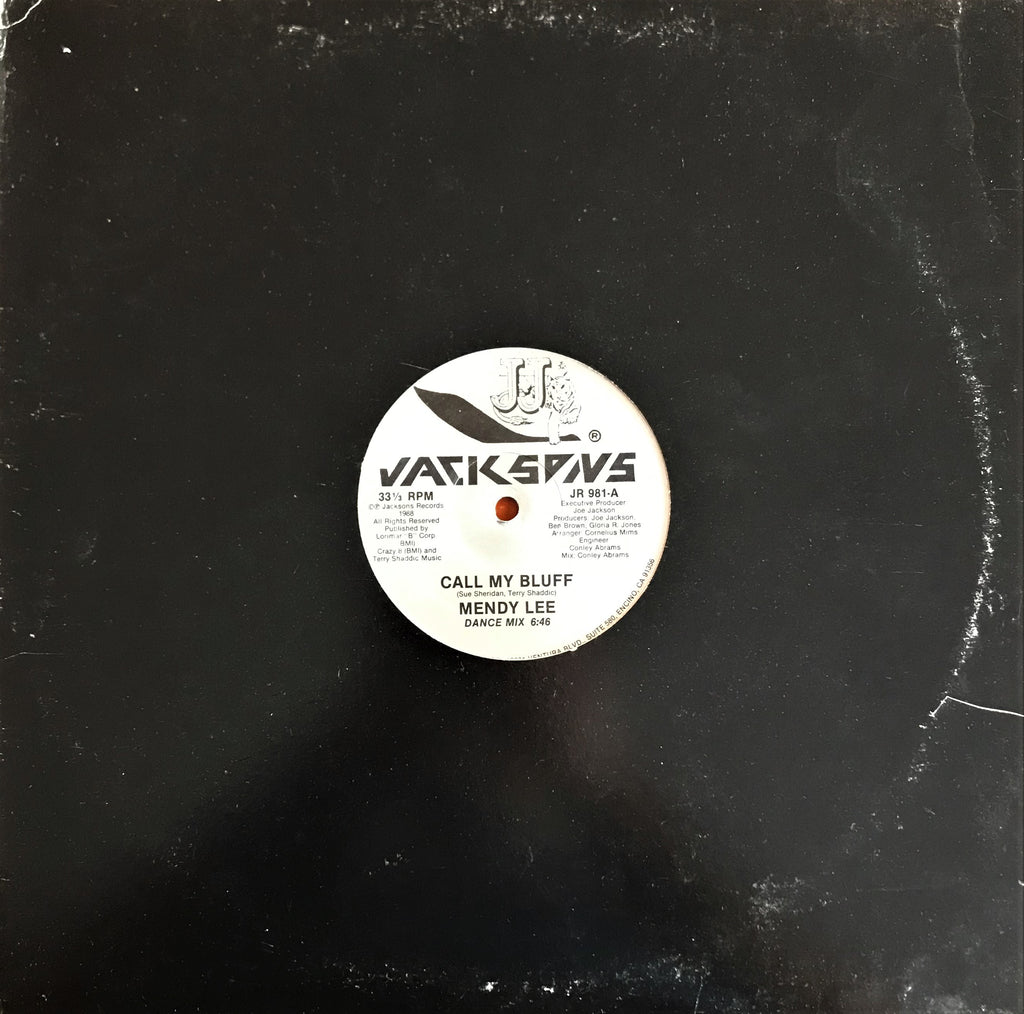 JJ
®
JACKSONS
33⅓ RPM
©℗ Jacksons Records
1988
All Rights Reserved
Published by
Lorimar "B" Corp
BMI)
Crazy 8 (BMI) and
Terry Shaddic Music
JR 981-A
Executive Producer
Joe Jackson
Producers: Joe Jackson,
Ben Brown, Gloria R. Jones
Arranger: Cornelius Mims
Engineer
Conley Abrams
Mix: Conley Abrams
CALL MY BLUFF
(Sue Sheridan, Terry Shaddic)
MENDY LEE
DANCE MIX 6:46
VENTURA BLVD., SUITE 580, ENCINO, CA 91356